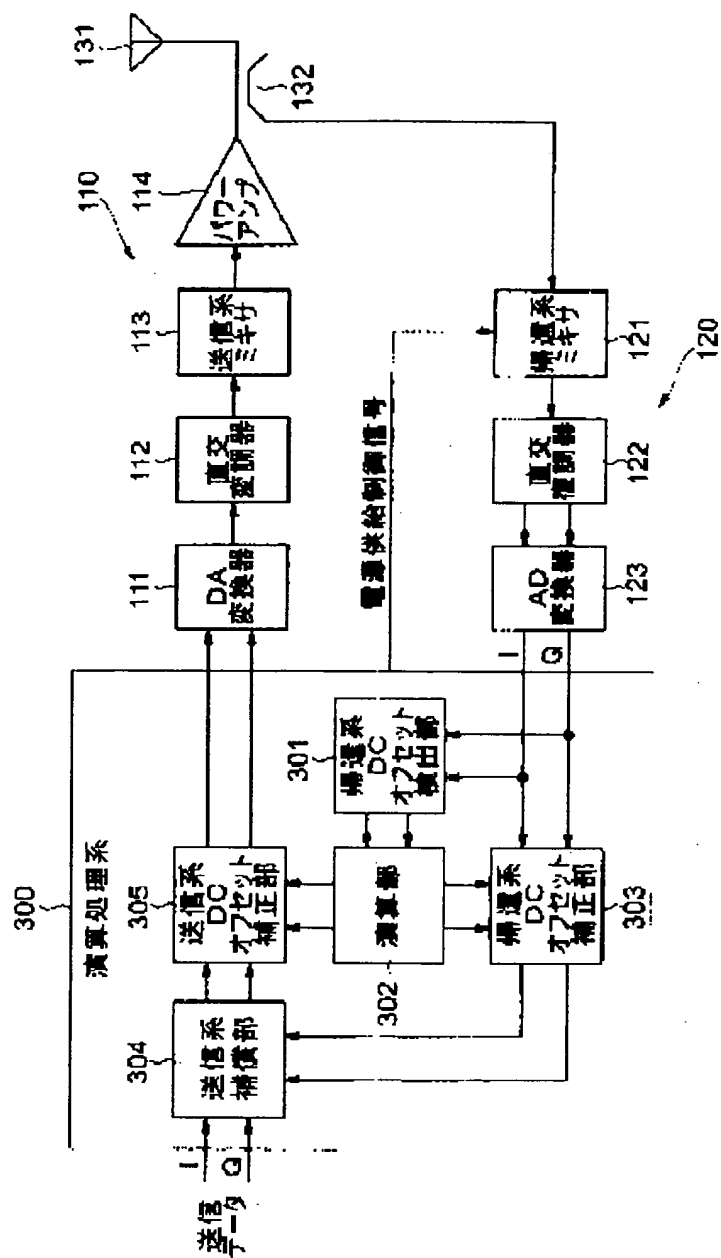 300
演算処理系
送信
データ
I
Q
304
送信系
補償部
305
送信系
DC
オフセット
補正部
111
DA
変換器
112
直交
変調器
113
送信系
ミキサ
110
114
パワー
アンプ
131
132
301
帰還系
DC
オフセット
検出部
302
演算部
303
帰還系
DC
オフセット
補正部
電源供給制御信号
I
Q
123
AD
変換器
122
直交
復調器
121
帰還系
ミキサ
120